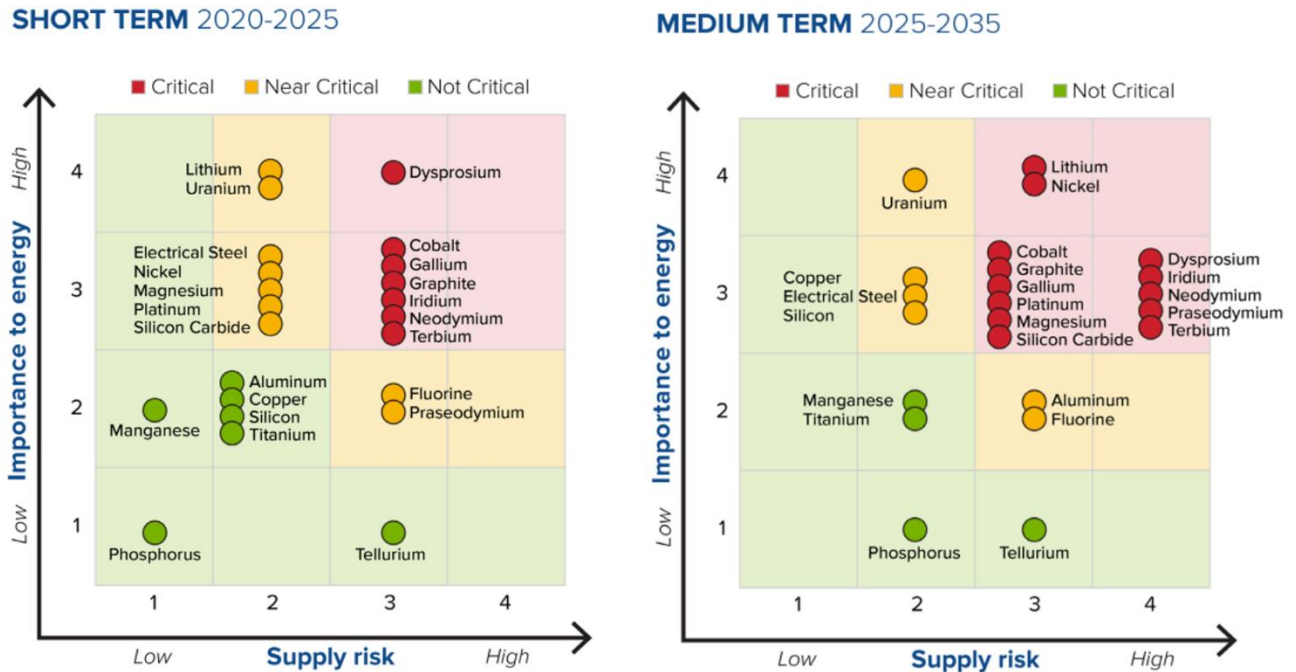 SHORT TERM 2020-2025
Critical
Near Critical
Not Critical
High
Importance to energy
Low
4
3
2
1
Lithium
Uranium
Dysprosium
Electrical Steel
Nickel
Magnesium
Platinum
Silicon Carbide
Cobalt
Gallium
Graphite
Iridium
Neodymium
Terbium
Manganese
Aluminum
Copper
Silicon
Titanium
Fluorine
Praseodymium
Phosphorus
Tellurium
1
2
3
4
Low
Supply risk
High
MEDIUM TERM 2025-2035
Critical
Near Critical
Not Critical
High
Importance to energy
Low
4
3
2
1
Uranium
Lithium
Nickel
Copper
Electrical Steel
Silicon
Cobalt
Graphite
Gallium
Platinum
Magnesium
Silicon Carbide
Dysprosium
Iridium
Neodymium
Praseodymium
Terbium
Manganese
Titanium
Aluminum
Fluorine
Phosphorus
Tellurium
1
2
3
4
Low
Supply risk
High